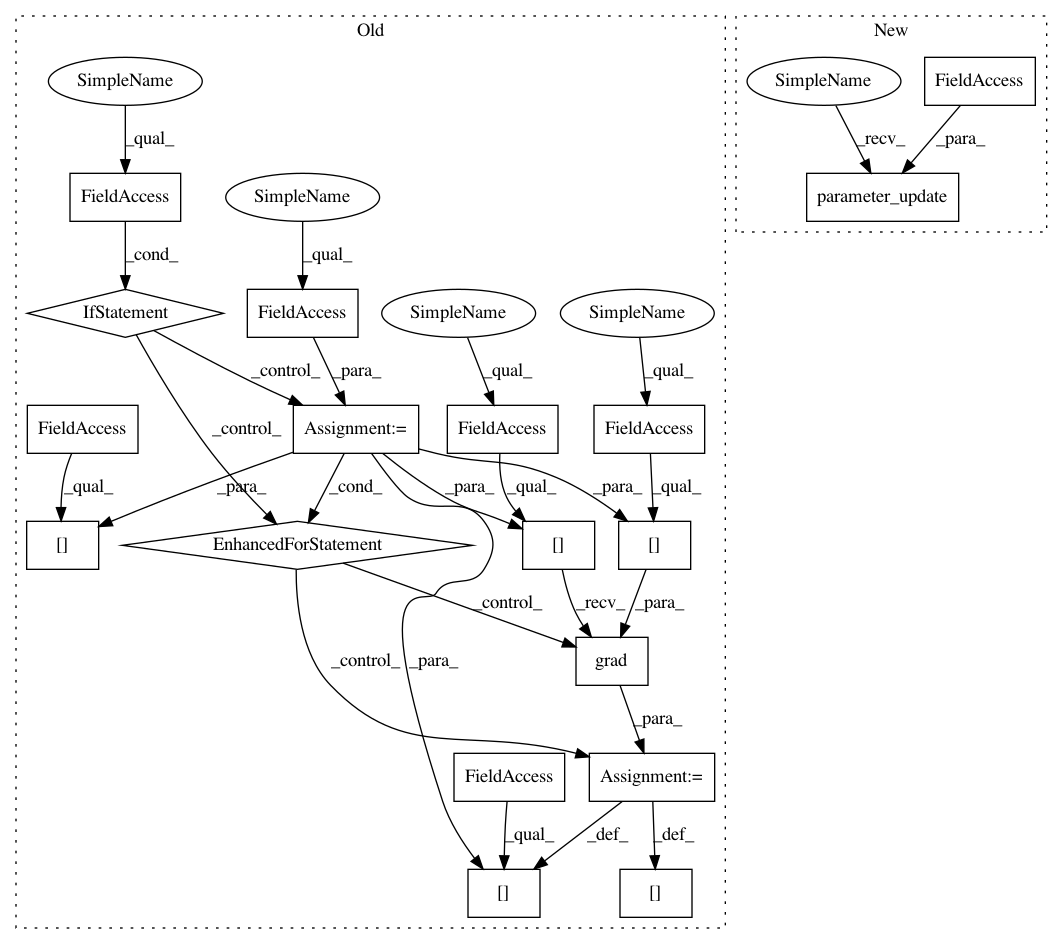 Old
New
SimpleName
SimpleName
FieldAccess
_qual_
_recv_
_para_
FieldAccess
SimpleName
parameter_update
_cond_
_qual_
IfStatement
FieldAccess
SimpleName
SimpleName
_control_
_para_
_qual_
_qual_
FieldAccess
_control_
Assignment:=
FieldAccess
FieldAccess
_qual_
_para_
_cond_
_para_
_qual_
_para_
_qual_
[]
EnhancedForStatement
[]
[]
_control_
_recv_
_para_
_control_
_para_
grad
_para_
FieldAccess
Assignment:=
_qual_
_def_
_def_
[]
[]